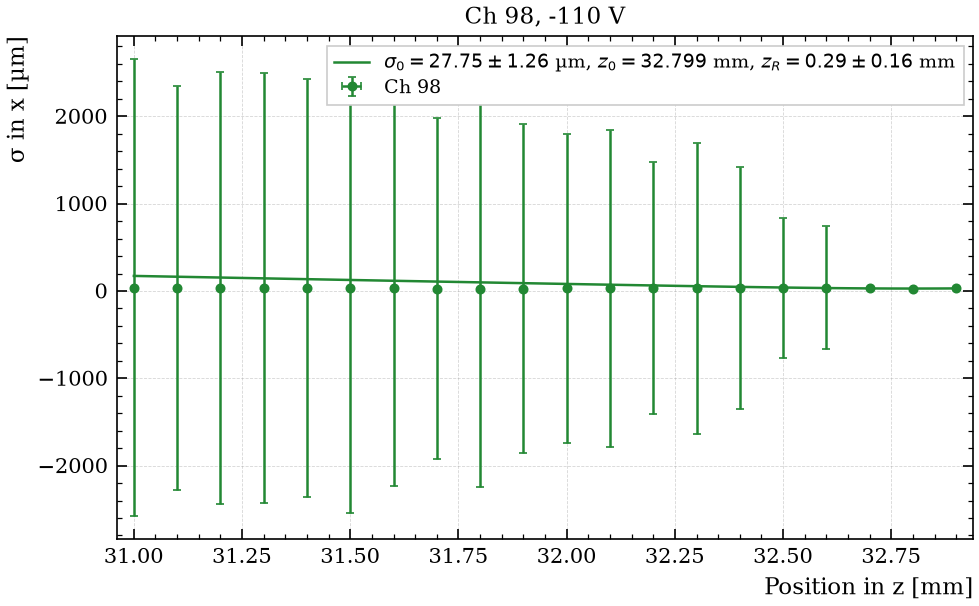 Ch 98, -110 V
σ in x [μm]
σ₀ = 27.75 ± 1.26 μm, z₀ = 32.799 mm, z_R = 0.29 ± 0.16 mm
Ch 98
2000
1000
0
−1000
−2000
31.00 31.25 31.50 31.75 32.00 32.25 32.50 32.75
Position in z [mm]